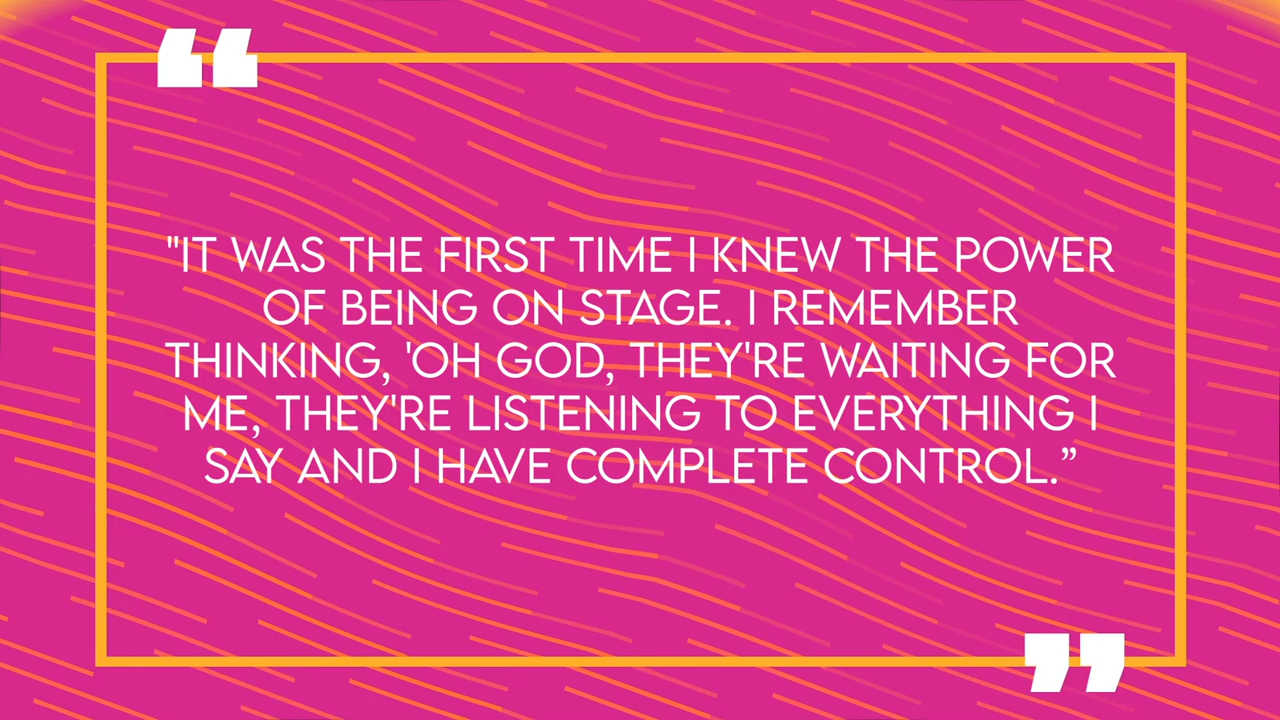 "IT WAS THE FIRST TIME I KNEW THE POWER
OF BEING ON STAGE. I REMEMBER
THINKING, 'OH GOD, THEY'RE WAITING FOR
ME, THEY'RE LISTENING TO EVERYTHING I
SAY AND I HAVE COMPLETE CONTROL.”